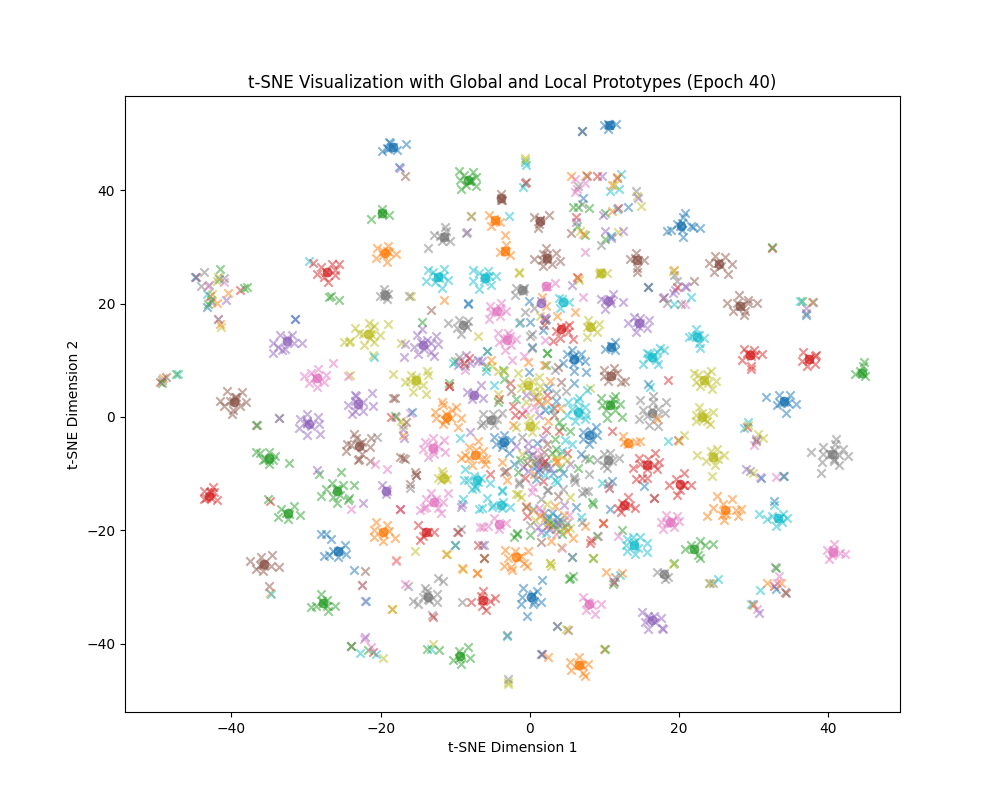 t-SNE Visualization with Global and Local Prototypes (Epoch 40)
40
20
0
−20
−40
t-SNE Dimension 2
−40 −20 0 20 40
t-SNE Dimension 1